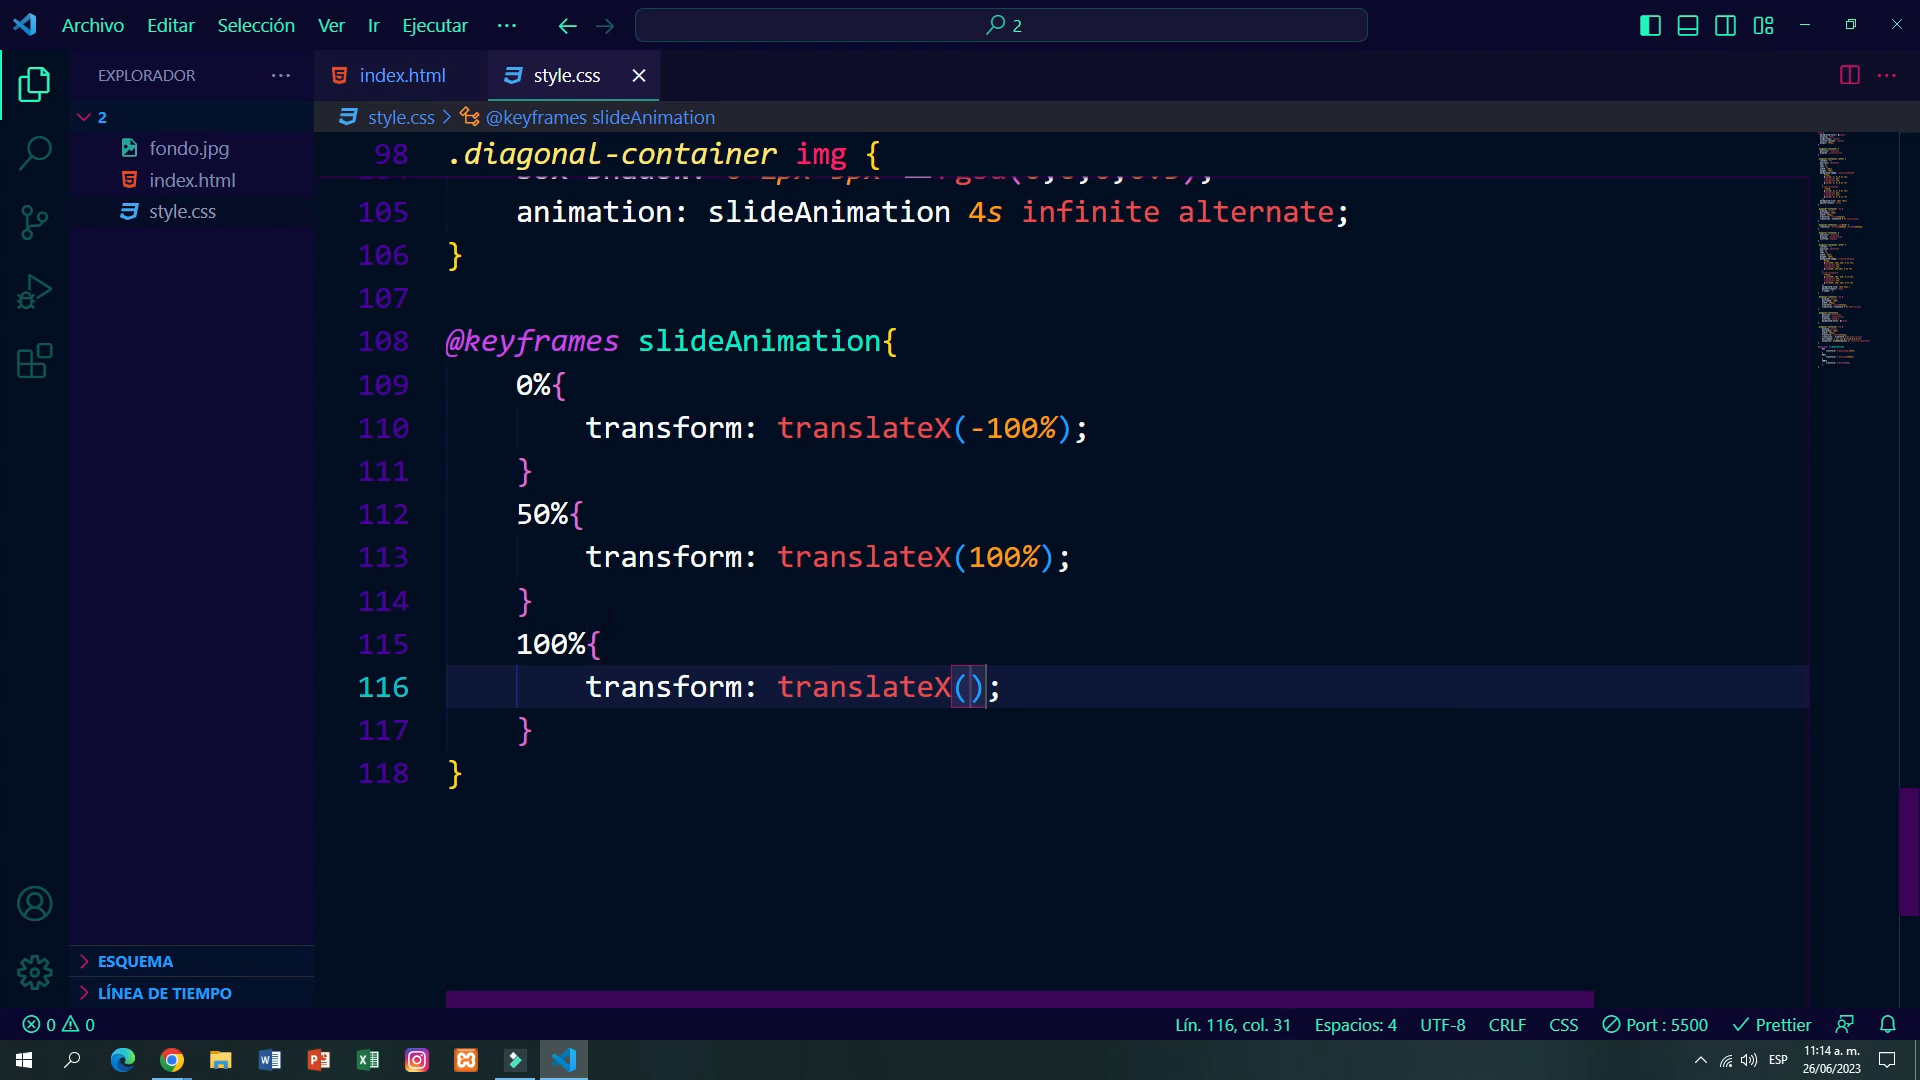 Archivo Editar Selección Ver Ir Ejecutar ··· 2
EXPLORADOR ···
index.html style.css
2
style.css > @keyframes slideAnimation
fondo.jpg
index.html
style.css
98 .diagonal-container img {
105 animation: slideAnimation 4s infinite alternate;
106 }
107
108 @keyframes slideAnimation{
109 0%{
110 transform: translateX(-100%);
111 }
112 50%{
113 transform: translateX(100%);
114 }
115 100%{
116 transform: translateX();
117 }
118 }
ESQUEMA
LÍNEA DE TIEMPO
0 0 Lín. 116, col. 31 Espacios: 4 UTF-8 CRLF CSS Port : 5500 Prettier
ESP 11:14 a. m.
26/06/2023